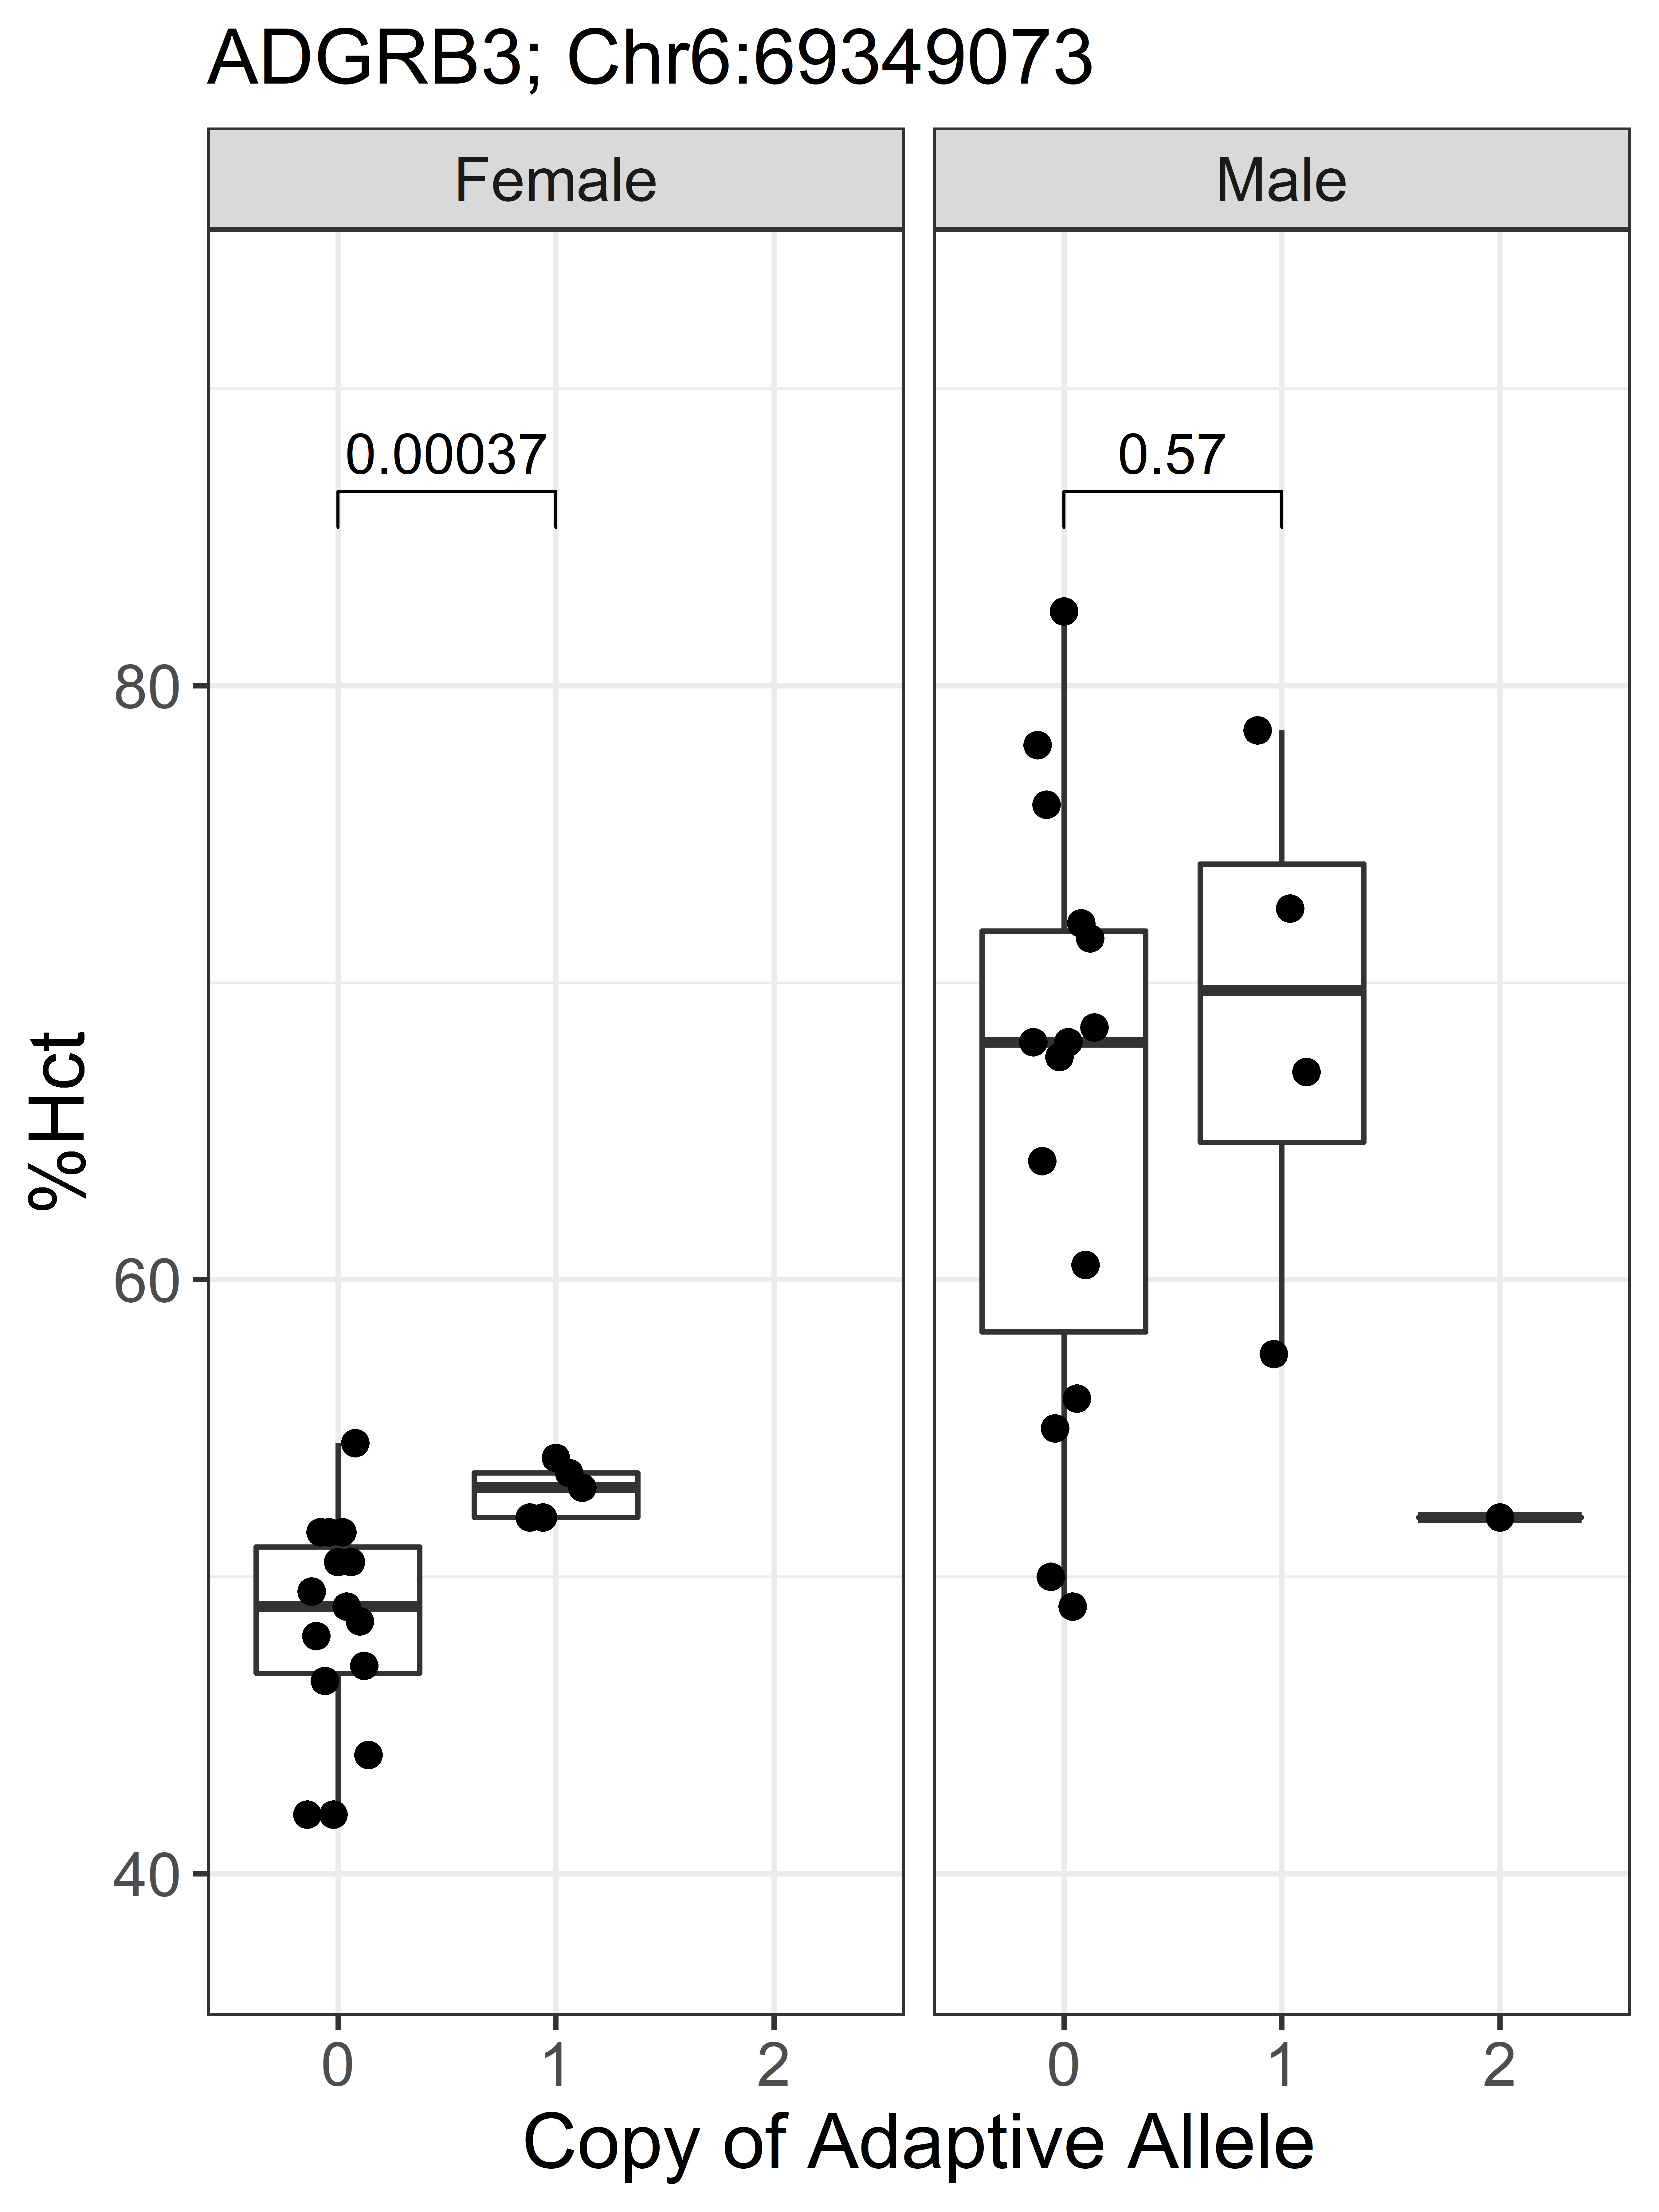 ADGRB3; Chr6:69349073
Female
Male
0.00037
0.57
%Hct
80
60
40
0 1 2
0 1 2
Copy of Adaptive Allele